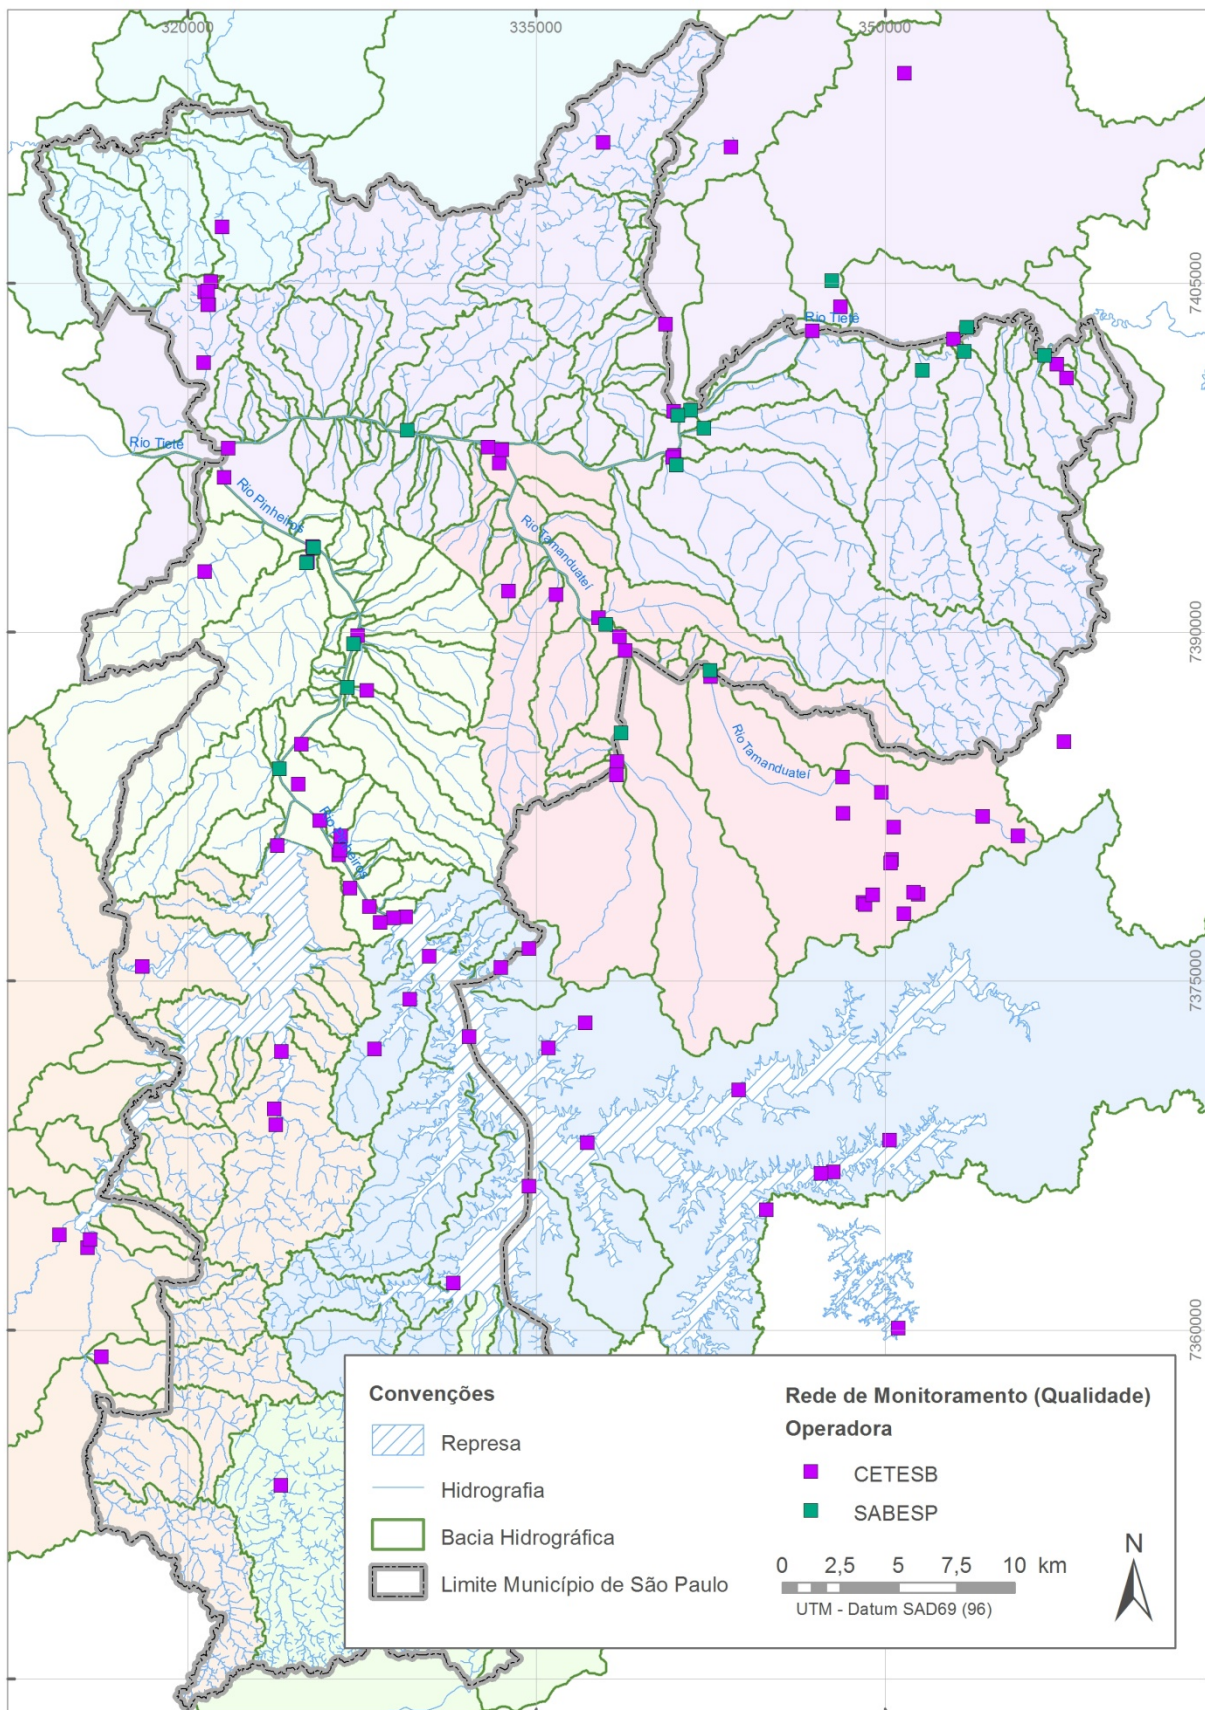 320000
335000
350000
7405000
Rio Tietê
Rio Tietê
Rio Pinheiros
Rio Tamanduateí
7390000
Rio Tamanduateí
Rio Pinheiros
7375000
7360000
Convenções
Represa
Hidrografia
Bacia Hidrográfica
Limite Município de São Paulo
Rede de Monitoramento (Qualidade)
Operadora
CETESB
SABESP
0 2,5 5 7,5 10 km
UTM - Datum SAD69 (96)
N